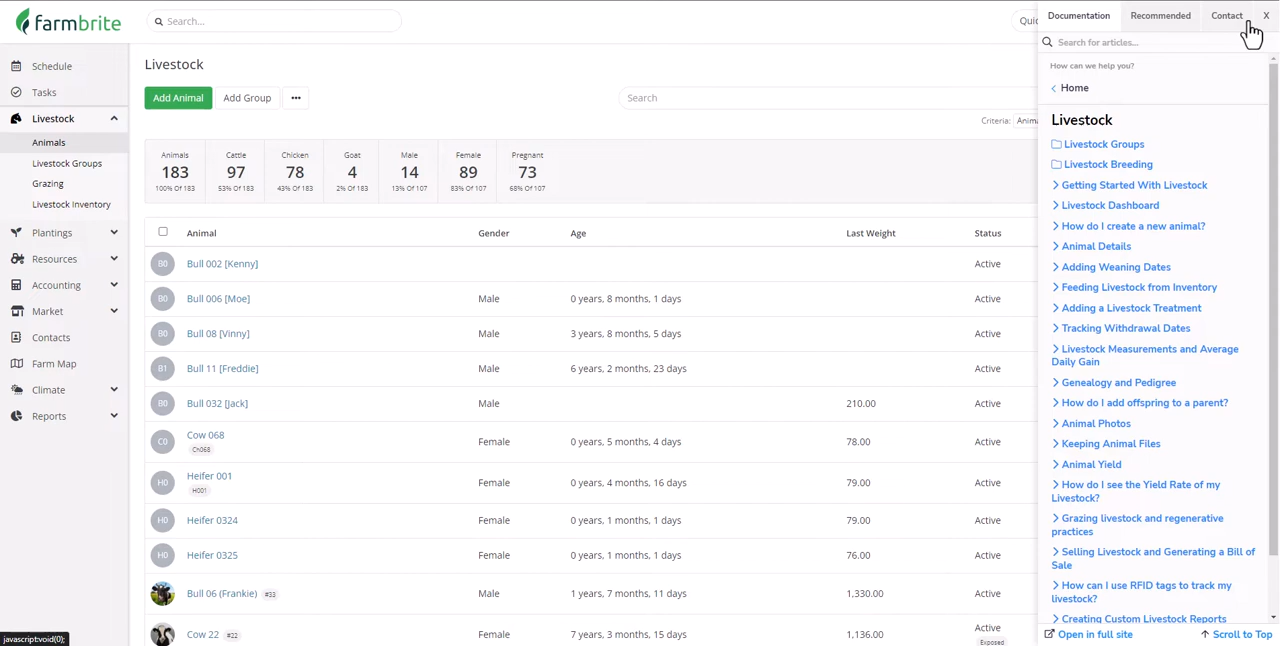 farmbrite
Search...
Quic
Schedule
Tasks
Livestock
Animals
Livestock Groups
Grazing
Livestock Inventory
Plantings
Resources
Accounting
Market
Contacts
Farm Map
Climate
Reports
javascript:void(0);
Livestock
Add Animal
Add Group
•••
Search
Criteria: Anima
Animals
183
100% Of 183
Cattle
97
53% Of 183
Chicken
78
43% Of 183
Goat
4
2% Of 183
Male
14
13% Of 107
Female
89
83% Of 107
Pregnant
73
68% Of 107
Animal Gender Age Last Weight Status
B0 Bull 002 [Kenny] Active
B0 Bull 006 [Moe] Male 0 years, 8 months, 1 days Active
B0 Bull 08 [Vinny] Male 3 years, 8 months, 5 days Active
B1 Bull 11 [Freddie] Male 6 years, 2 months, 23 days Active
B0 Bull 032 [Jack] Male 210.00 Active
C0 Cow 068 Female 0 years, 5 months, 4 days 78.00 Active
Ch068
H0 Heifer 001 Female 0 years, 4 months, 16 days 79.00 Active
H001
H0 Heifer 0324 Female 0 years, 1 months, 1 days 79.00 Active
H0 Heifer 0325 Female 0 years, 1 months, 1 days 76.00 Active
Bull 06 (Frankie) #33 Male 1 years, 7 months, 11 days 1,330.00 Active
Cow 22 #22 Female 7 years, 3 months, 15 days 1,136.00 Active
Exposed
Documentation Recommended Contact X
Search for articles...
How can we help you?
Home
Livestock
Livestock Groups
Livestock Breeding
Getting Started With Livestock
Livestock Dashboard
How do I create a new animal?
Animal Details
Adding Weaning Dates
Feeding Livestock from Inventory
Adding a Livestock Treatment
Tracking Withdrawal Dates
Livestock Measurements and Average
Daily Gain
Genealogy and Pedigree
How do I add offspring to a parent?
Animal Photos
Keeping Animal Files
Animal Yield
How do I see the Yield Rate of my
Livestock?
Grazing livestock and regenerative
practices
Selling Livestock and Generating a Bill of
Sale
How can I use RFID tags to track my
livestock?
Creating Custom Livestock Reports
Open in full site
Scroll to Top